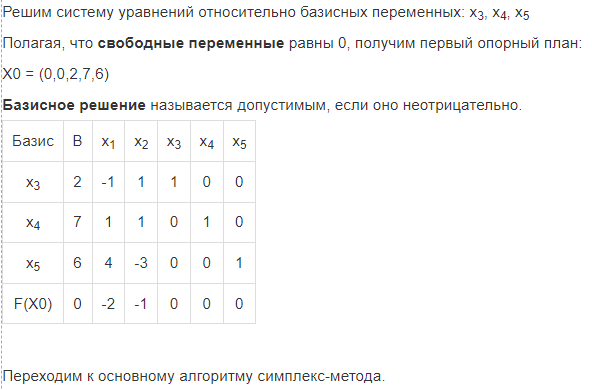 Решим систему уравнений относительно базисных переменных: x3, x4, x5
Полагая, что свободные переменные равны 0, получим первый опорный план:
X0 = (0,0,2,7,6)
Базисное решение называется допустимым, если оно неотрицательно.
Базис B x1 x2 x3 x4 x5
x3 2 -1 1 1 0 0
x4 7 1 1 0 1 0
x5 6 4 -3 0 0 1
F(X0) 0 -2 -1 0 0 0
Переходим к основному алгоритму симплекс-метода.